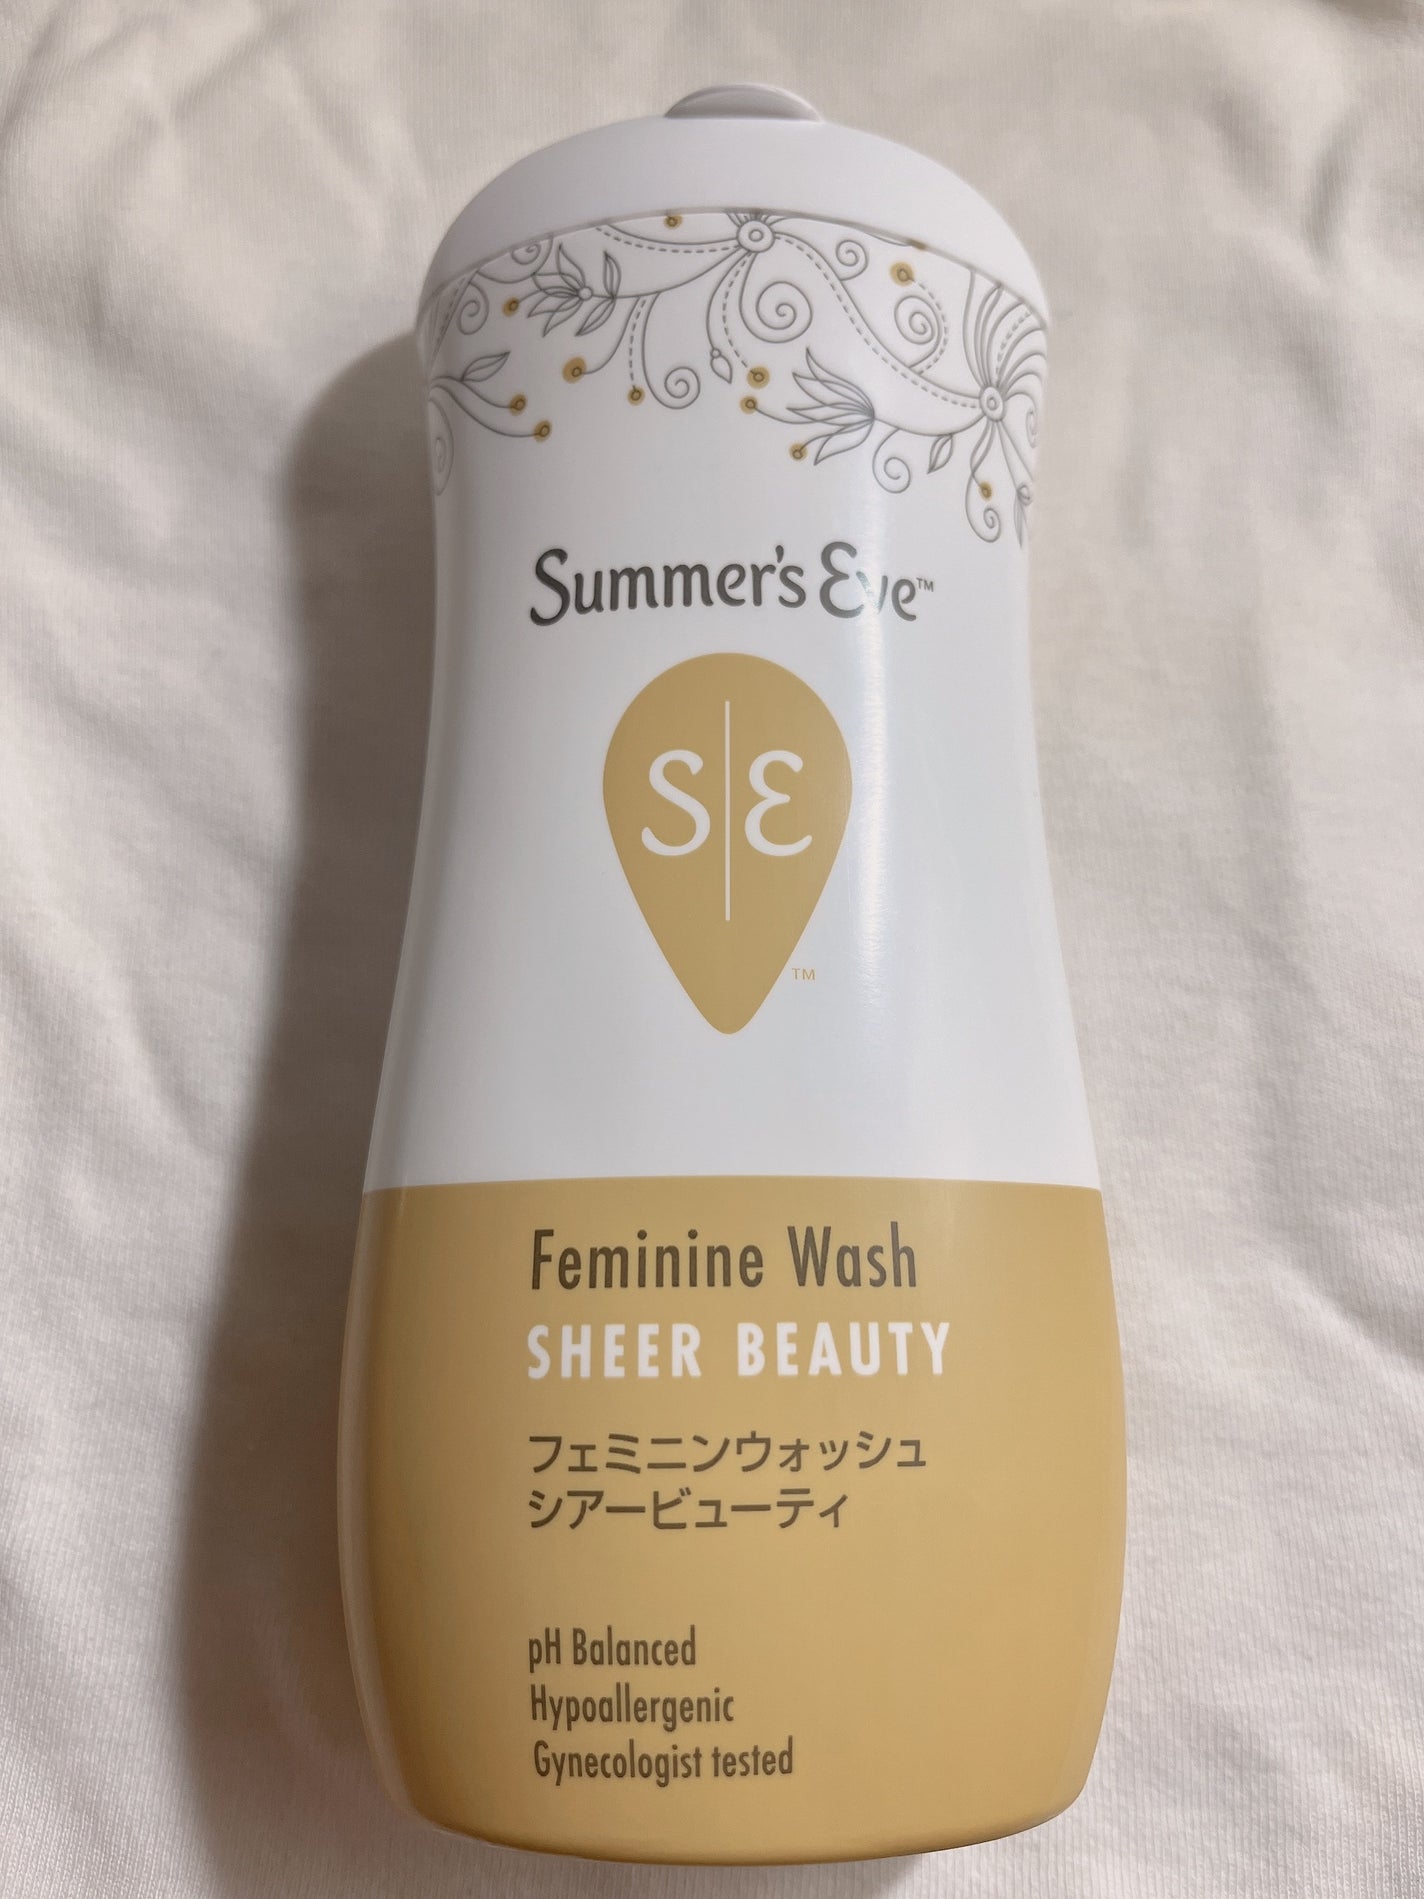 Summer's Eve™
S|E
TM
Feminine Wash
SHEER BEAUTY
フェミニンウォッシュ
シアービューティ
pH Balanced
Hypoallergenic
Gynecologist tested